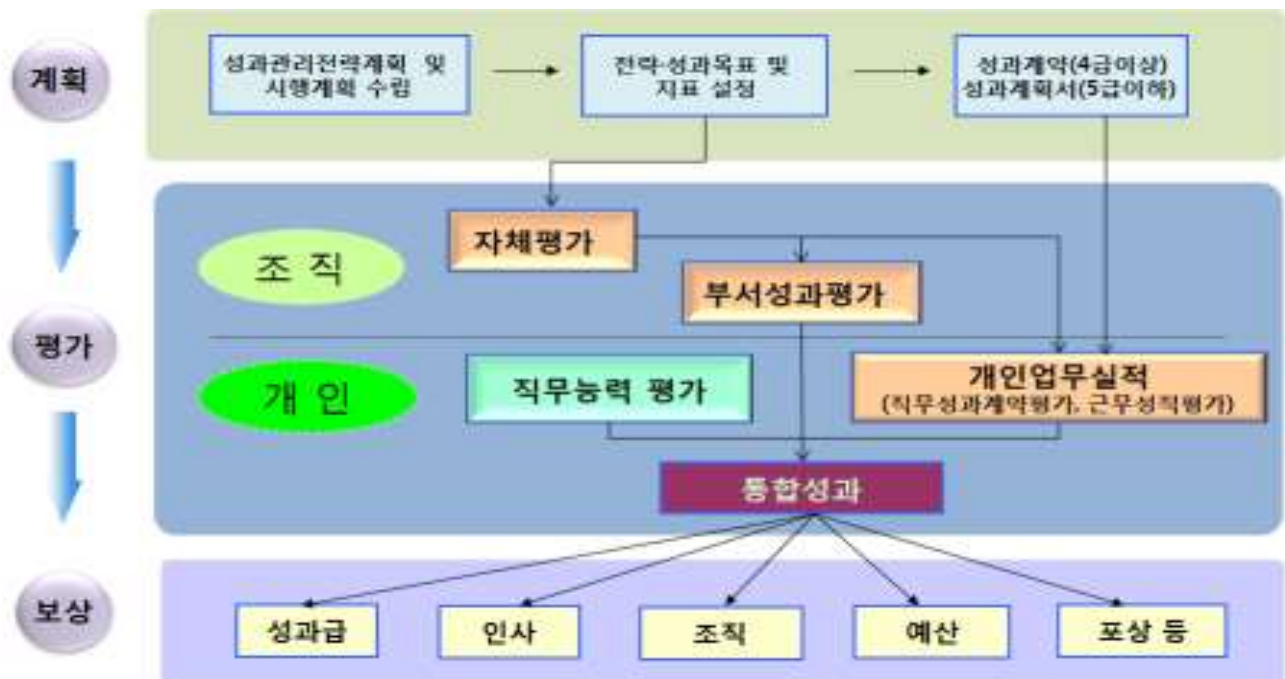 계획
성과관리전략계획 및
시행계획 수립
전략·성과목표 및
지표 설정
성과계약(4급이상)
성과계획서(5급이하)
평가
조 직
자체평가
부서성과평가
개 인
직무능력 평가
개인업무실적
(직무성과계약평가, 근무성적평가)
통합성과
보상
성과급
인사
조직
예산
포상 등